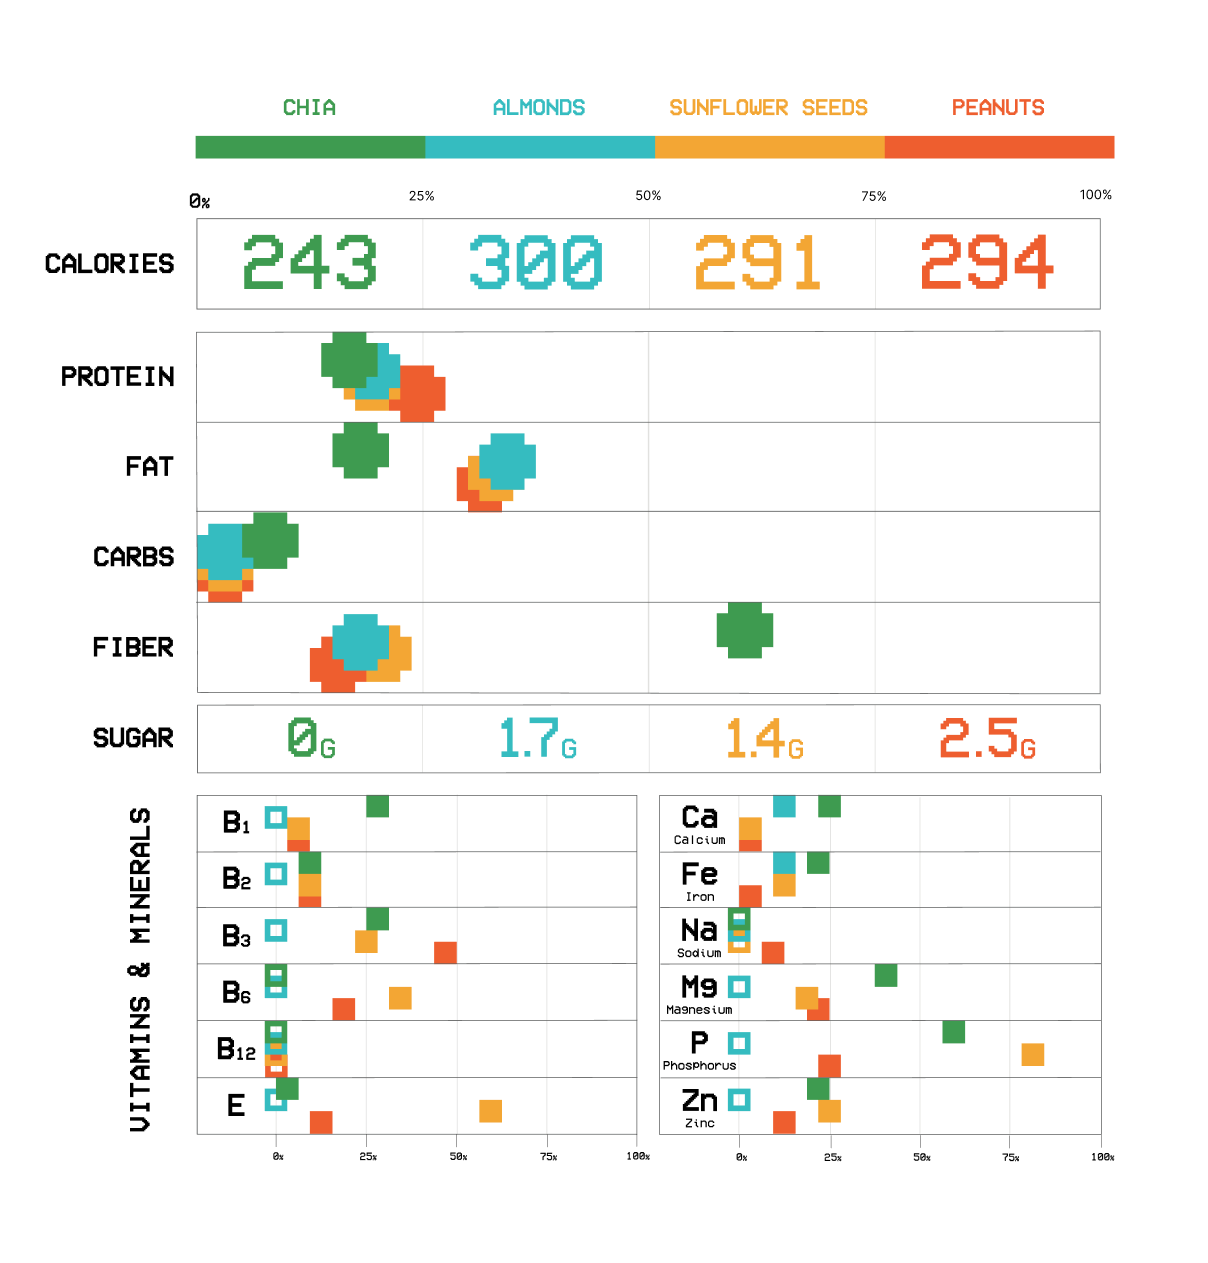 CHIA ALMONDS SUNFLOWER SEEDS PEANUTS
0% 25% 50% 75% 100%
CALORIES 243 300 291 294
PROTEIN
FAT
CARBS
FIBER
SUGAR 0G 1.7G 1.4G 2.5G
VITAMINS & MINERALS
B1
B2
B3
B6
B12
E
0% 25% 50% 75% 100%
Ca
Calcium
Fe
Iron
Na
Sodium
Mg
Magnesium
P
Phosphorus
Zn
Zinc
0% 25% 50% 75% 100%